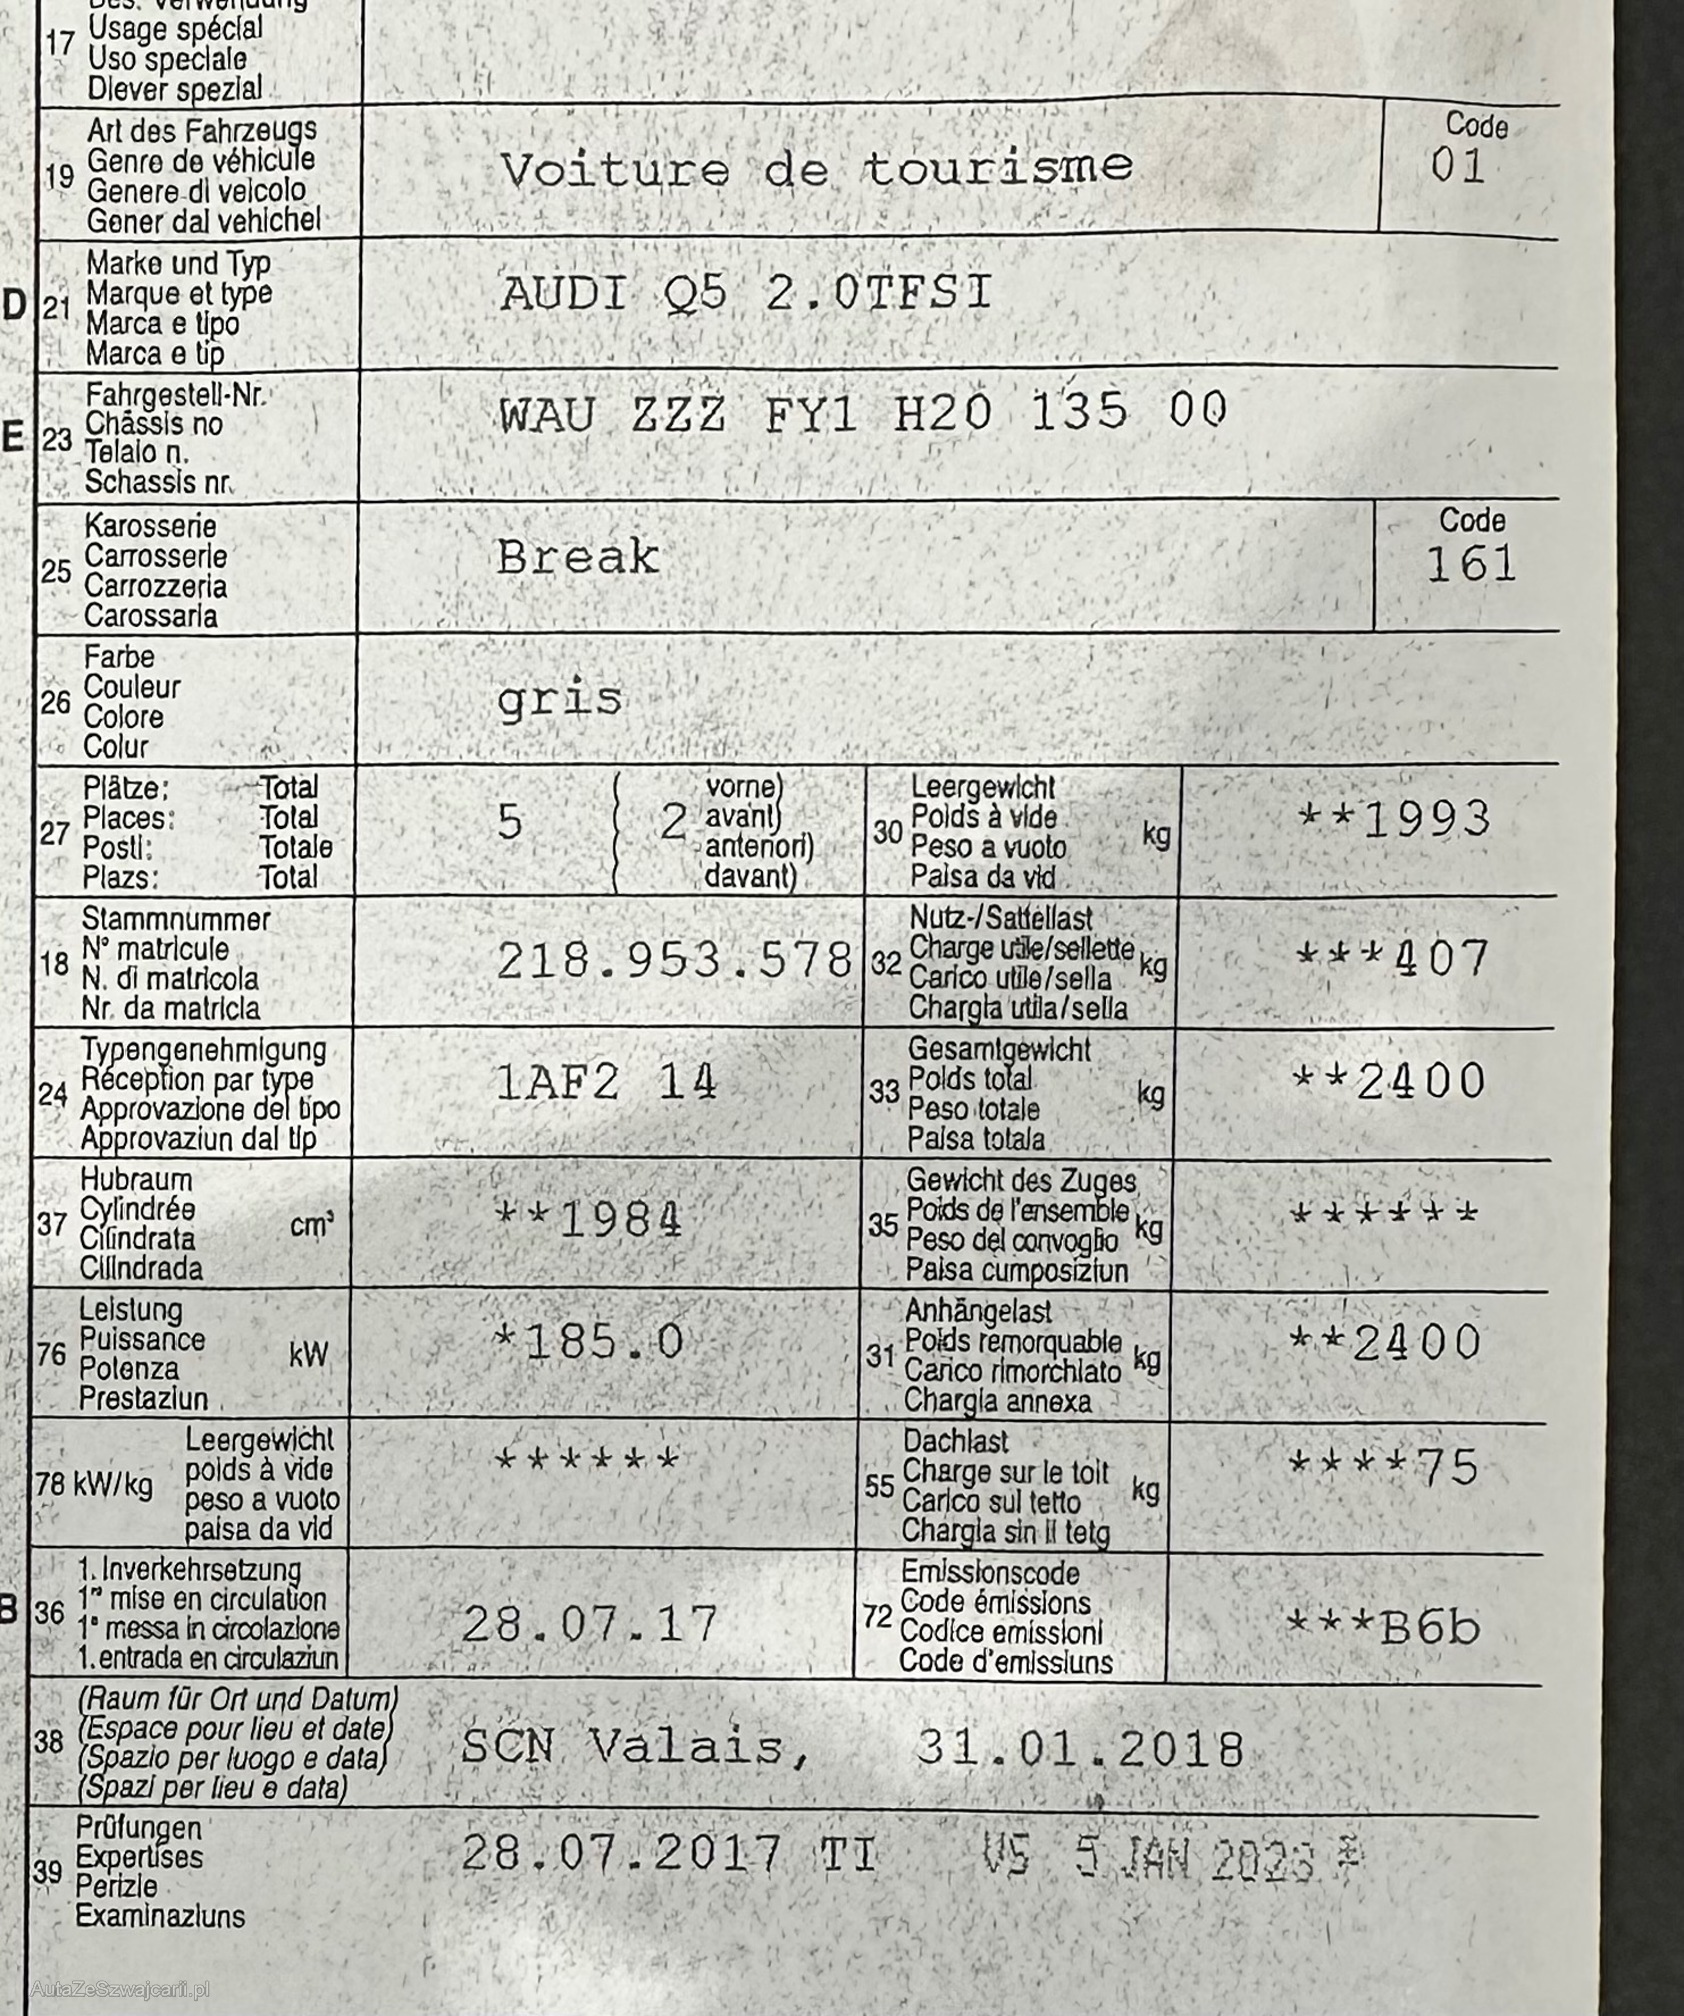 17 Usage spécial
Uso speciale
Diever spezial
19 Art des Fahrzeugs
Genre de véhicule
Genere di veicolo
Gener dal vehichel
Voiture de tourisme
Code
01
D 21 Marke und Typ
Marque et type
Marca e tipo
Marca e tip
AUDI Q5 2.0TFSI
E 23 Fahrgestell-Nr.
Châssis no
Telaio n.
Schassis nr.
WAU ZZZ FY1 H20 135 00
25 Karosserie
Carrosserie
Carrozzeria
Carossaria
Break
Code
161
26 Farbe
Couleur
Colore
Colur
gris
27 Plätze: Total
Places: Total
Posti: Totale
Plazs: Total
5 ( 2 vorne)
avant)
anteriori)
davant)
30 Leergewicht
Poids à vide
Peso a vuoto
Paisa da vid
kg
**1993
18 Stammnummer
N° matricule
N. di matricola
Nr. da matricla
218.953.578
32 Nutz-/Sattellast
Charge utile/sellette
Carico utile/sella
Chargia utila/sella
kg
***407
24 Typengenehmigung
Réception par type
Approvazione del tipo
Approvaziun dal tip
1AF2 14
33 Gesamtgewicht
Poids total
Peso totale
Paisa totala
kg
**2400
37 Hubraum
Cylindrée
Cilindrata
Cilindrada
cm³
**1984
35 Gewicht des Zuges
Poids de l'ensemble
Peso del convoglio
Paisa cumposiziun
kg
******
76 Leistung
Puissance
Potenza
Prestaziun
kW
*185.0
31 Anhängelast
Poids remorquable
Carico rimorchiato
Chargia annexa
kg
**2400
78 kW/kg Leergewicht
poids à vide
peso a vuoto
paisa da vid
******
55 Dachlast
Charge sur le toit
Carico sul tetto
Chargia sin il tetg
kg
****75
B 36 1. Inverkehrsetzung
1re mise en circulation
1a messa in circolazione
1. entrada en circulaziun
28.07.17
72 Emissionscode
Code émissions
Codice emissioni
Code d'emissiuns
***B6b
38 (Raum für Ort und Datum)
(Espace pour lieu et date)
(Spazio per luogo e data)
(Spazi per lieu e data)
SCN Valais, 31.01.2018
39 Prüfungen
Expertises
Perizie
Examinaziuns
28.07.2017 TI VS 5 JAN
AutaZeSzwajcarii.pl